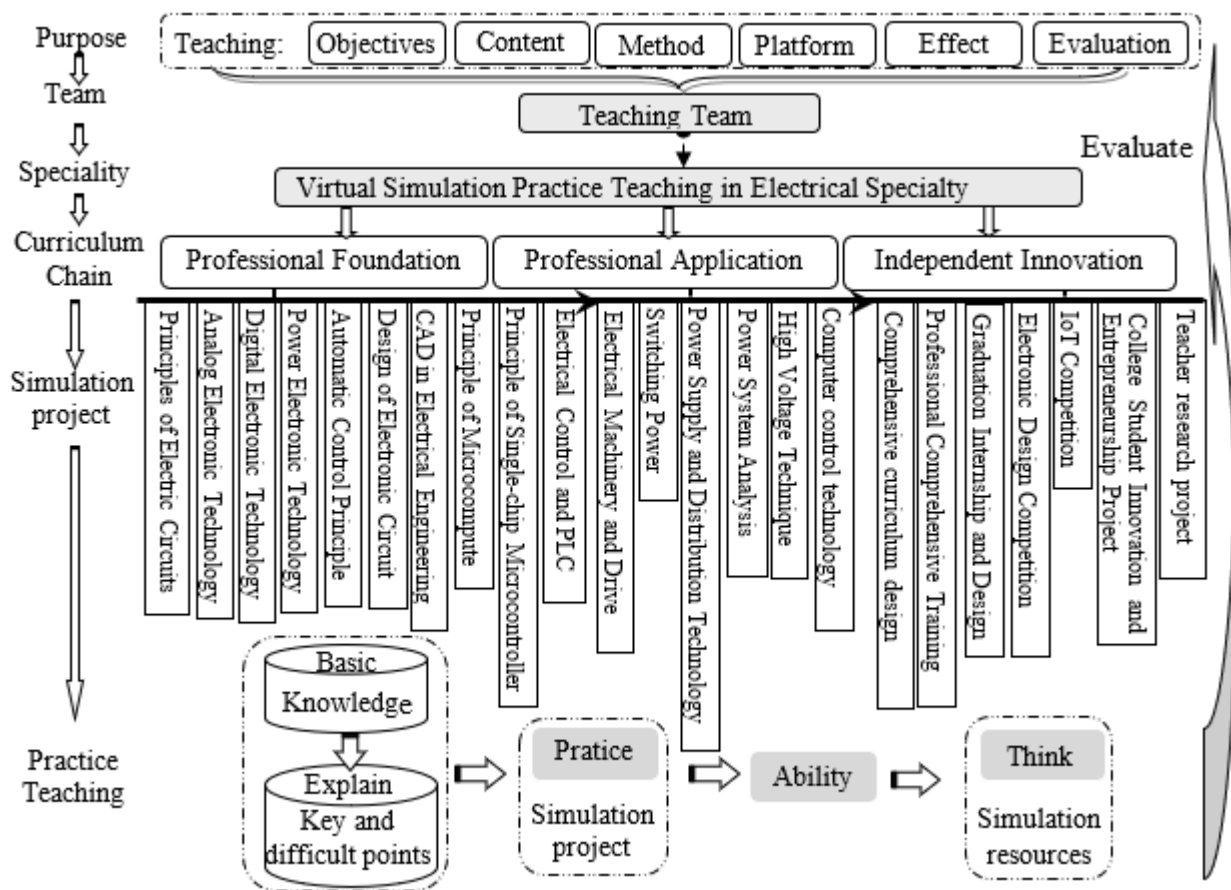 Purpose
Team
Speciality
Curriculum
Chain
Simulation
project
Practice
Teaching
Teaching:
Objectives
Content
Method
Platform
Effect
Evaluation
Teaching Team
Evaluate
Virtual Simulation Practice Teaching in Electrical Specialty
Professional Foundation
Professional Application
Independent Innovation
Principles of Electric Circuits
Analog Electronic Technology
Digital Electronic Technology
Power Electronic Technology
Automatic Control Principle
Design of Electronic Circuit
CAD in Electrical Engineering
Principle of Microcompute
Principle of Single-chip Microcontroller
Electrical Control and PLC
Electrical Machinery and Drive
Switching Power
Power Supply and Distribution Technology
Power System Analysis
High Voltage Technique
Computer control technology
Comprehensive curriculum design
Professional Comprehensive Training
Graduation Internship and Design
Electronic Design Competition
IoT Competition
College Student Innovation and
Entrepreneurship Project
Teacher research project
Basic
Knowledge
Explain
Key and
difficult points
Pratice
Simulation
project
Ability
Think
Simulation
resources